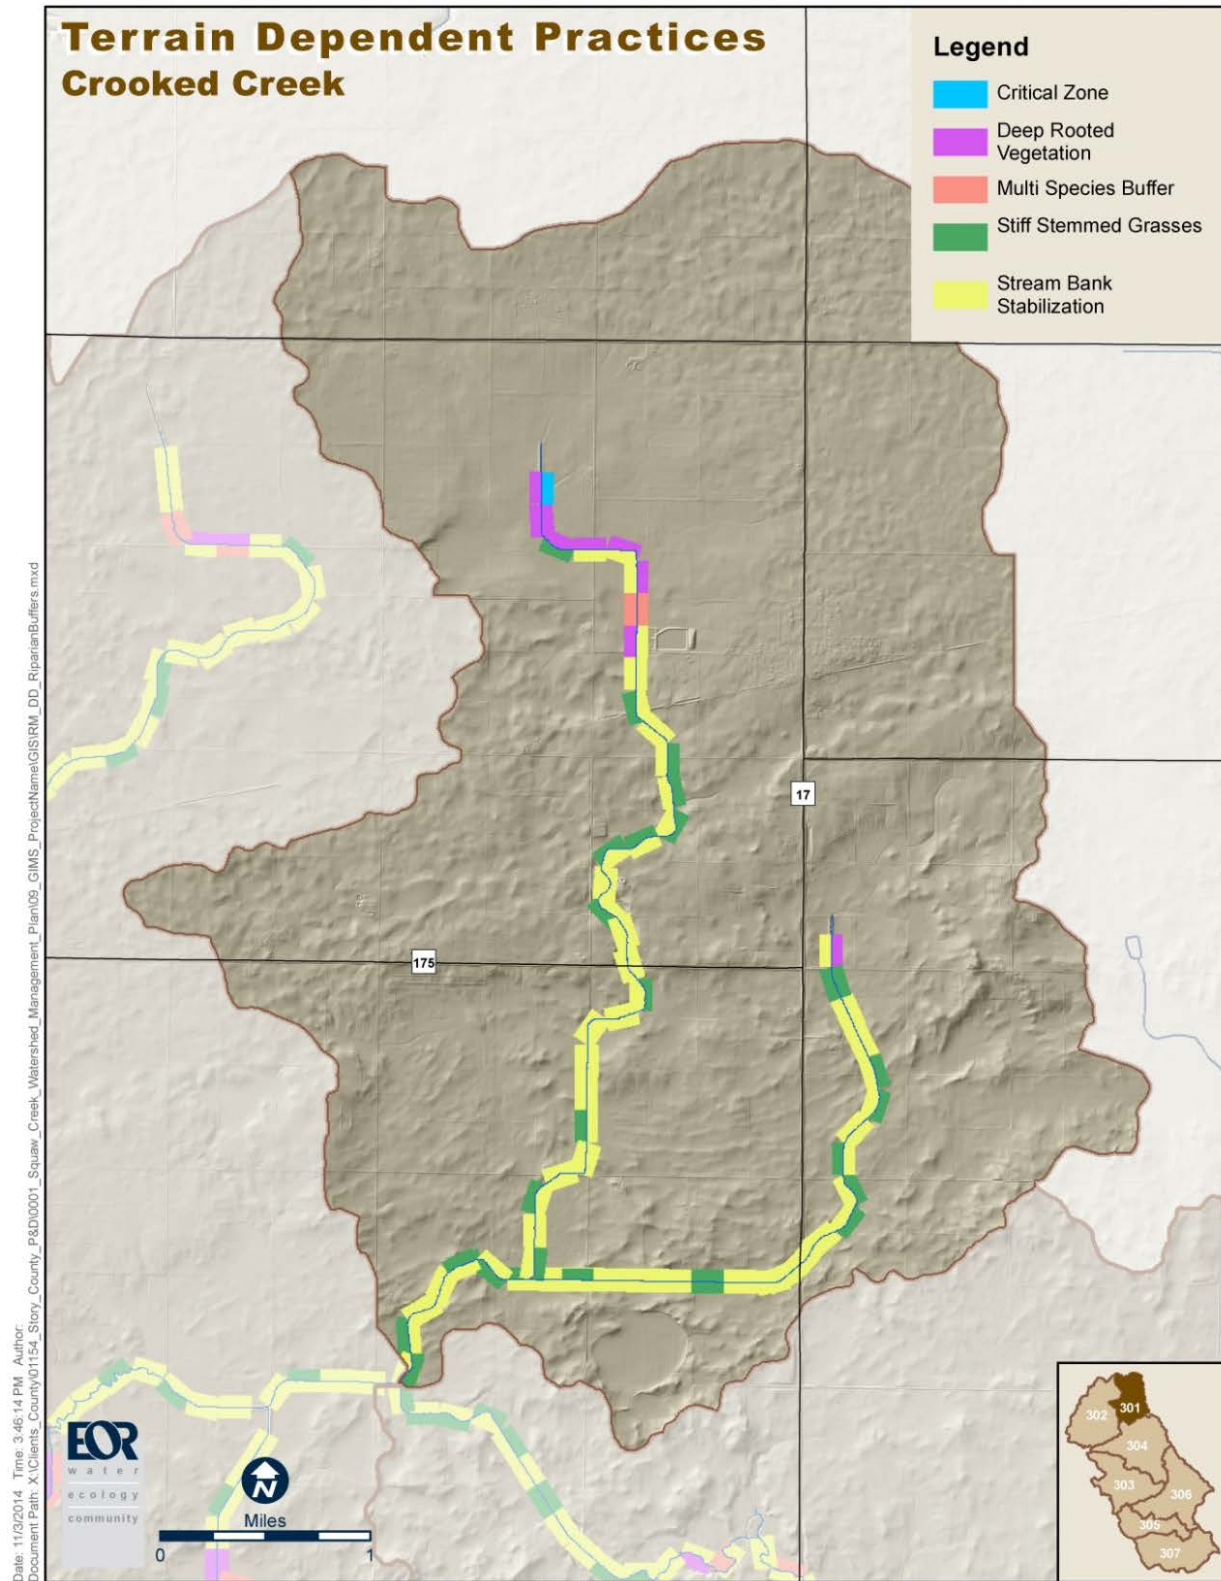 Terrain Dependent Practices
Crooked Creek
Legend
Critical Zone
Deep Rooted
Vegetation
Multi Species Buffer
Stiff Stemmed Grasses
Stream Bank
Stabilization
17
175
Date: 11/3/2014 Time: 3:46:14 PM Author:
Document Path: X:\Clients_County\01154_Story_County_P&D\0001_Squaw_Creek_Watershed_Management_Plan\09_GIMS_ProjectName\GIS\RM_DD_RiparianBuffers.mxd
EOR
water
ecology
community
N
Miles
0 1
301
302
304
303
306
305
307